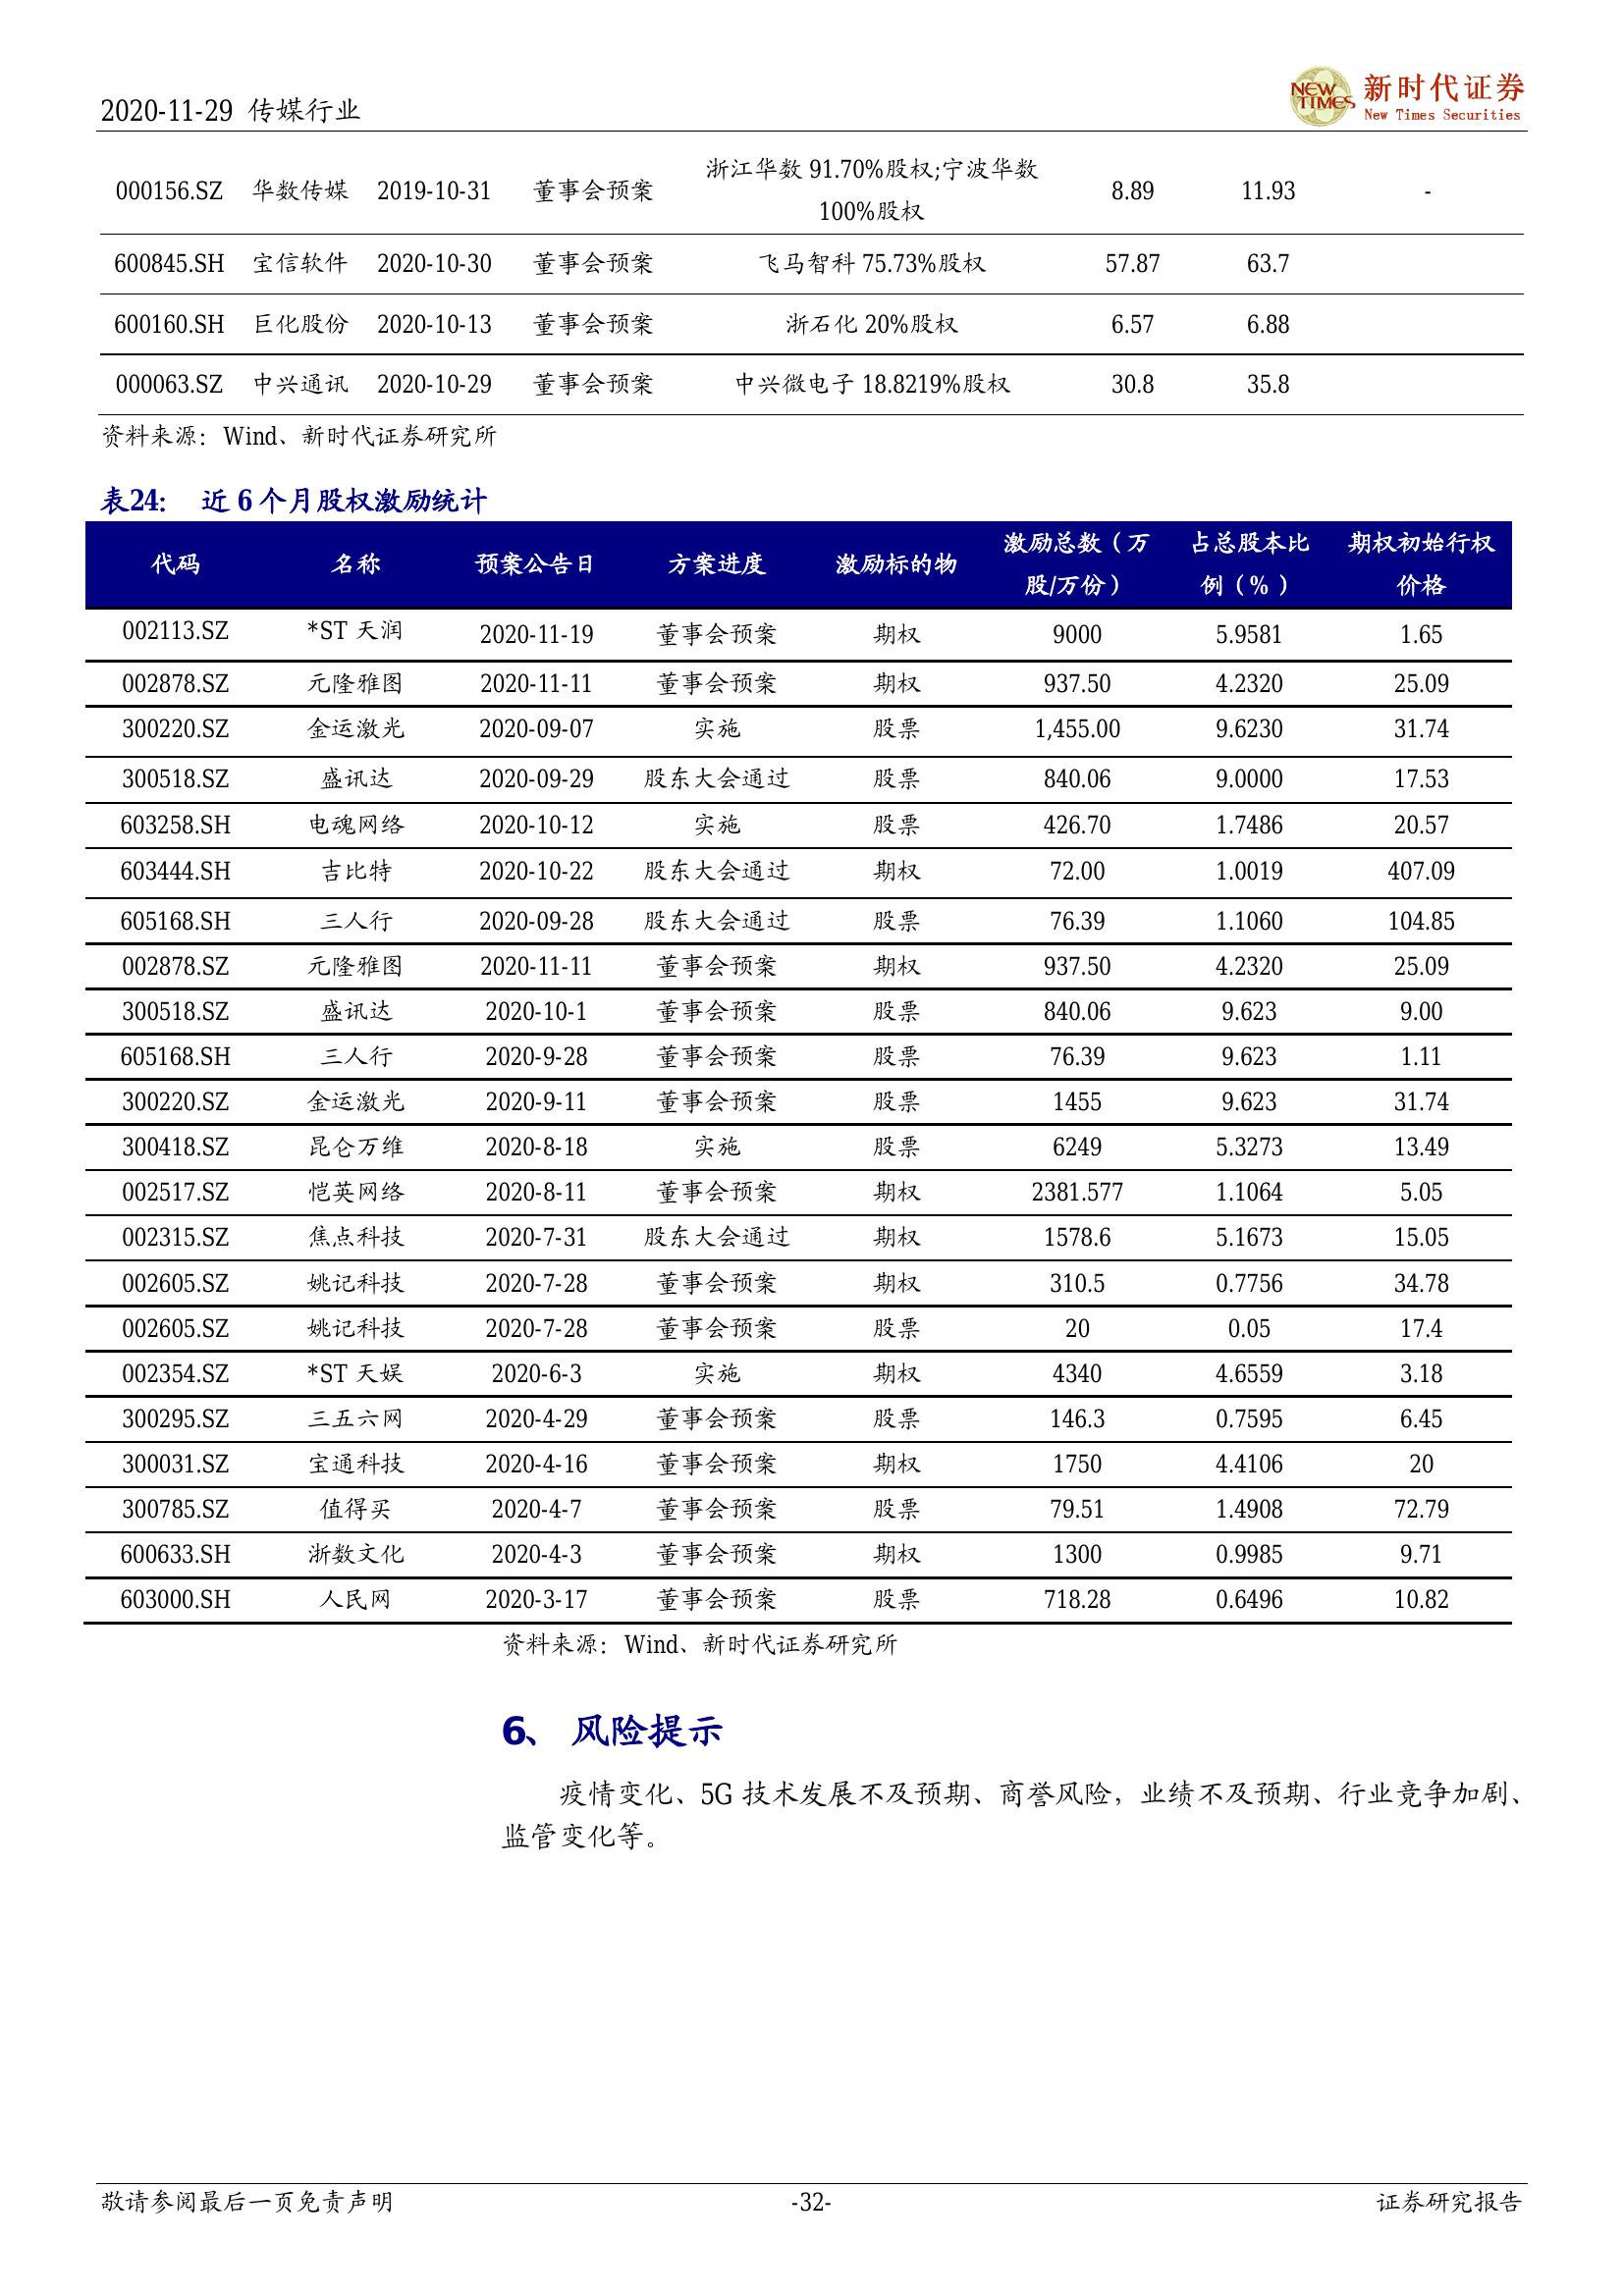 2020-11-29 传媒行业
NEW TIMES 新时代证券
New Times Securities
浙江华数 91.70%股权;宁波华数
000156.SZ 华数传媒 2019-10-31 董事会预案 8.89 11.93 -
100%股权
600845.SH 宝信软件 2020-10-30 董事会预案 飞马智科 75.73%股权 57.87 63.7
600160.SH 巨化股份 2020-10-13 董事会预案 浙石化 20%股权 6.57 6.88
000063.SZ 中兴通讯 2020-10-29 董事会预案 中兴微电子 18.8219%股权 30.8 35.8
资料来源：Wind、新时代证券研究所
表24： 近 6 个月股权激励统计
激励总数（万 占总股本比 期权初始行权
代码 名称 预案公告日 方案进度 激励标的物
股/万份） 例（%） 价格
002113.SZ *ST 天润 2020-11-19 董事会预案 期权 9000 5.9581 1.65
002878.SZ 元隆雅图 2020-11-11 董事会预案 期权 937.50 4.2320 25.09
300220.SZ 金运激光 2020-09-07 实施 股票 1,455.00 9.6230 31.74
300518.SZ 盛讯达 2020-09-29 股东大会通过 股票 840.06 9.0000 17.53
603258.SH 电魂网络 2020-10-12 实施 股票 426.70 1.7486 20.57
603444.SH 吉比特 2020-10-22 股东大会通过 期权 72.00 1.0019 407.09
605168.SH 三人行 2020-09-28 股东大会通过 股票 76.39 1.1060 104.85
002878.SZ 元隆雅图 2020-11-11 董事会预案 期权 937.50 4.2320 25.09
300518.SZ 盛讯达 2020-10-1 董事会预案 股票 840.06 9.623 9.00
605168.SH 三人行 2020-9-28 董事会预案 股票 76.39 9.623 1.11
300220.SZ 金运激光 2020-9-11 董事会预案 股票 1455 9.623 31.74
300418.SZ 昆仑万维 2020-8-18 实施 股票 6249 5.3273 13.49
002517.SZ 恺英网络 2020-8-11 董事会预案 期权 2381.577 1.1064 5.05
002315.SZ 焦点科技 2020-7-31 股东大会通过 期权 1578.6 5.1673 15.05
002605.SZ 姚记科技 2020-7-28 董事会预案 期权 310.5 0.7756 34.78
002605.SZ 姚记科技 2020-7-28 董事会预案 股票 20 0.05 17.4
002354.SZ *ST 天娱 2020-6-3 实施 期权 4340 4.6559 3.18
300295.SZ 三五六网 2020-4-29 董事会预案 股票 146.3 0.7595 6.45
300031.SZ 宝通科技 2020-4-16 董事会预案 期权 1750 4.4106 20
300785.SZ 值得买 2020-4-7 董事会预案 股票 79.51 1.4908 72.79
600633.SH 浙数文化 2020-4-3 董事会预案 期权 1300 0.9985 9.71
603000.SH 人民网 2020-3-17 董事会预案 股票 718.28 0.6496 10.82
资料来源：Wind、新时代证券研究所
6、 风险提示
疫情变化、5G 技术发展不及预期、商誉风险，业绩不及预期、行业竞争加剧、
监管变化等。
敬请参阅最后一页免责声明 -32- 证券研究报告